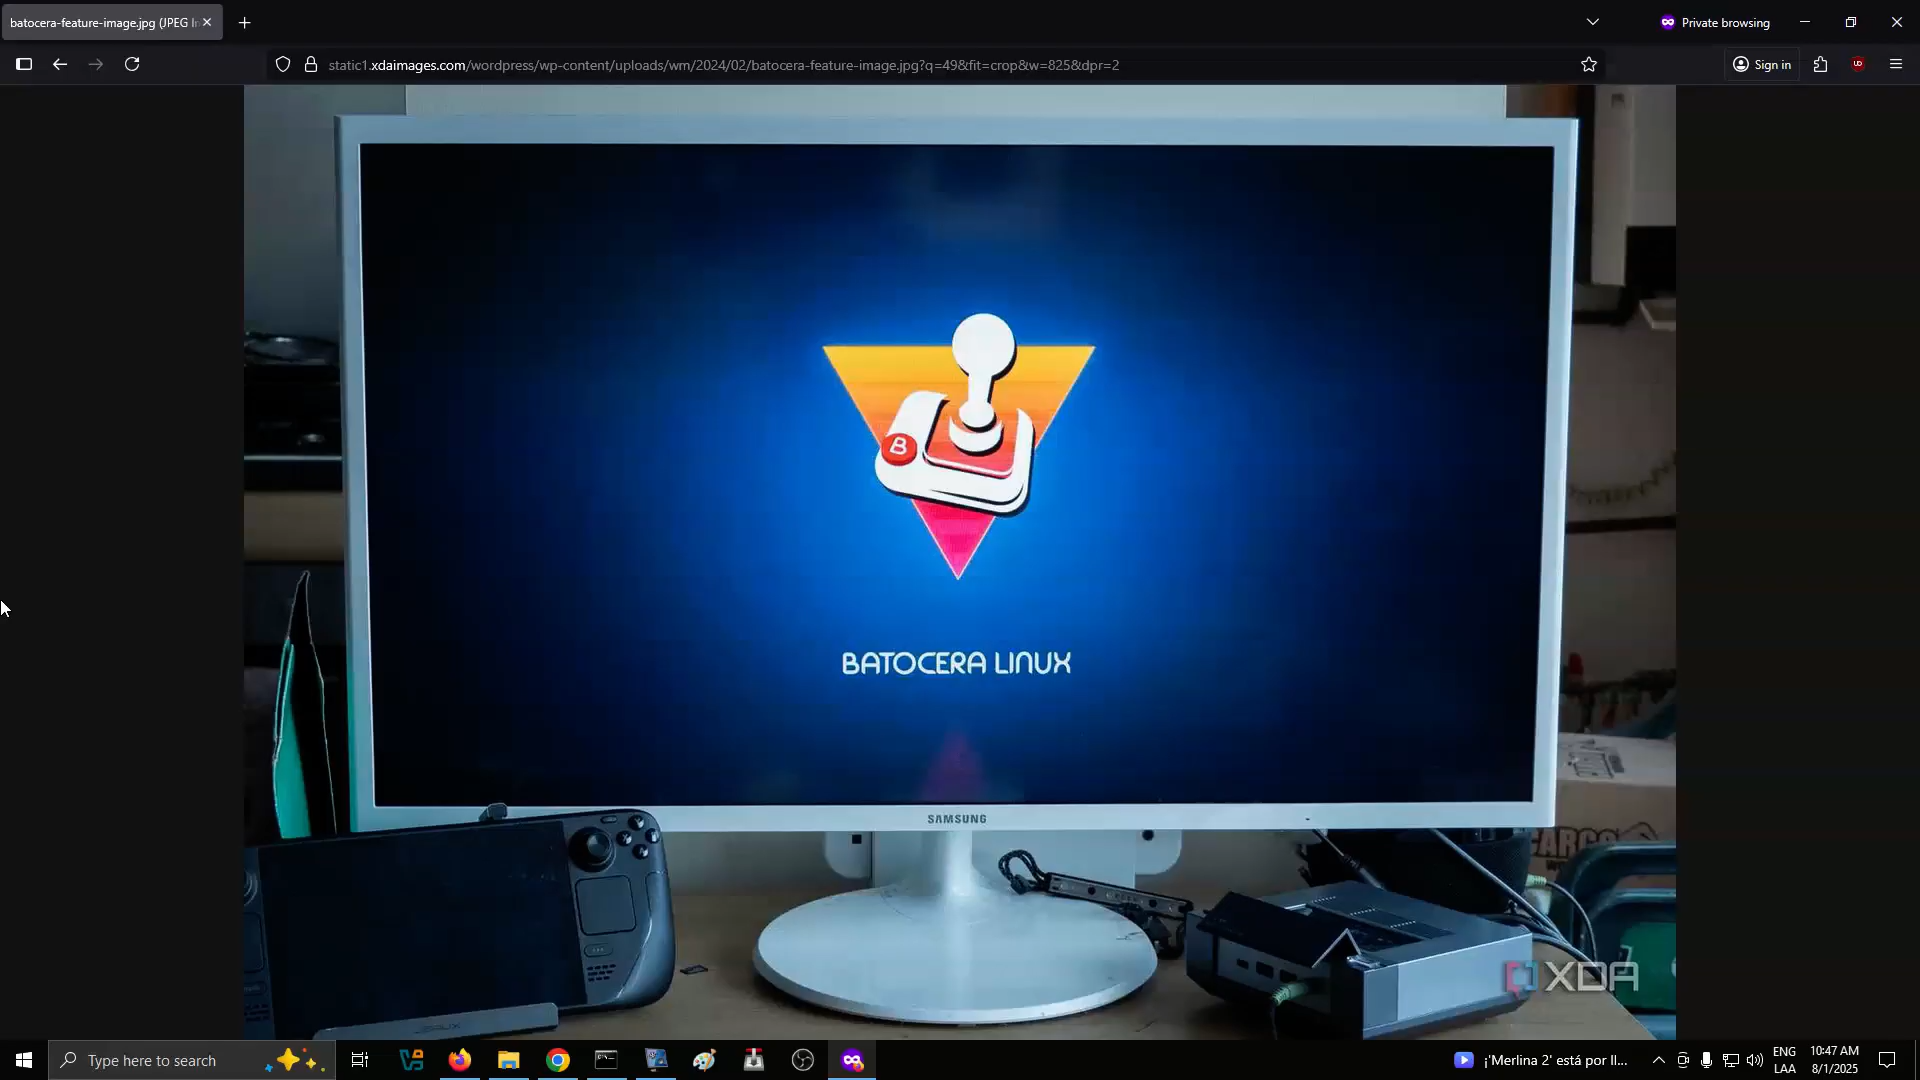 batocera-feature-image.jpg (JPEG I
Private browsing
static1.xdaimages.com/wordpress/wp-content/uploads/wm/2024/02/batocera-feature-image.jpg?q=49&fit=crop&w=825&dpr=2
Sign in
B
BATOCERA LINUX
SAMSUNG
JSAUX
XDA
Type here to search
¡'Merlina 2' está por ll...
ENG
LAA
10:47 AM
8/1/2025